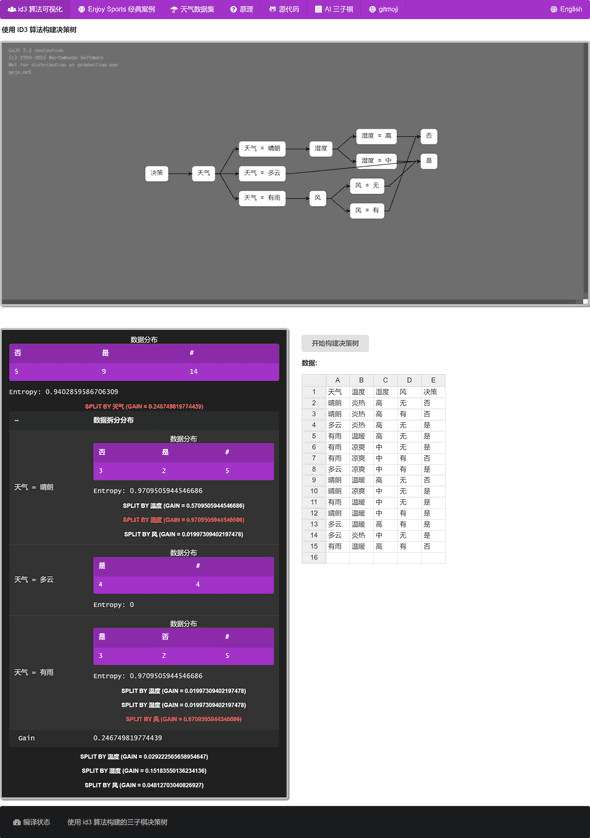 id3 算法可视化 Enjoy Sports 经典案例 天气数据集 原理 源代码 AI 三子棋 gitmoji English
使用 ID3 算法构建决策树
GoJS 2.2 evaluation
(c) 1998-2022 Northwoods Software
Not for distribution or production use
gojs.net
决策 天气
天气 = 晴朗 湿度 湿度 = 高 否
湿度 = 中 是
天气 = 多云
天气 = 有雨 风 风 = 无
风 = 有
数据分布
否 是 #
5 9 14
Entropy: 0.9402859586706309
SPLIT BY 天气 (GAIN = 0.246749819774439)
– 数据拆分分布
天气 = 晴朗
数据分布
否 是 #
3 2 5
Entropy: 0.9709505944546686
SPLIT BY 温度 (GAIN = 0.5709505944546686)
SPLIT BY 湿度 (GAIN = 0.9709505944546686)
SPLIT BY 风 (GAIN = 0.01997309402197478)
天气 = 多云
数据分布
是 #
4 4
Entropy: 0
天气 = 有雨
数据分布
是 否 #
3 2 5
Entropy: 0.9709505944546686
SPLIT BY 温度 (GAIN = 0.01997309402197478)
SPLIT BY 湿度 (GAIN = 0.01997309402197478)
SPLIT BY 风 (GAIN = 0.9709505944546686)
Gain 0.246749819774439
SPLIT BY 温度 (GAIN = 0.029222565658954647)
SPLIT BY 湿度 (GAIN = 0.15183550136234136)
SPLIT BY 风 (GAIN = 0.04812703040826927)
开始构建决策树
数据:
A B C D E
1 天气 温度 湿度 风 决策
2 晴朗 炎热 高 无 否
3 晴朗 炎热 高 有 否
4 多云 炎热 高 无 是
5 有雨 温暖 高 无 是
6 有雨 凉爽 中 无 是
7 有雨 凉爽 中 有 否
8 多云 凉爽 中 有 是
9 晴朗 温暖 高 无 否
10 晴朗 凉爽 中 无 是
11 有雨 温暖 中 无 是
12 晴朗 温暖 中 有 是
13 多云 温暖 高 有 是
14 多云 炎热 中 无 是
15 有雨 温暖 高 有 否
16
编译状态 使用 id3 算法构建的三子棋决策树